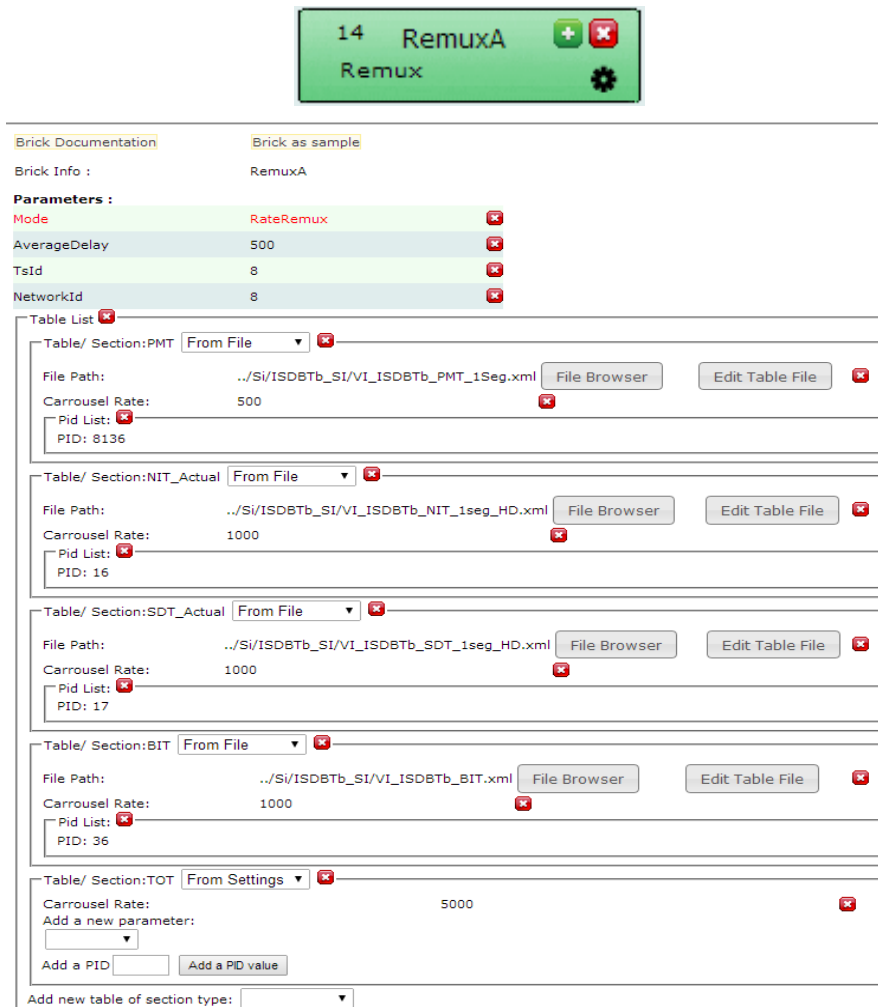 14 RemuxA
Remux
Brick Documentation Brick as sample
Brick Info : RemuxA
Parameters :
Mode RateRemux
AverageDelay 500
TsId 8
NetworkId 8
Table List
Table/ Section:PMT From File
File Path: ../Si/ISDBTb_SI/VI_ISDBTb_PMT_1Seg.xml File Browser Edit Table File
Carrousel Rate: 500
Pid List:
PID: 8136
Table/ Section:NIT_Actual From File
File Path: ../Si/ISDBTb_SI/VI_ISDBTb_NIT_1seg_HD.xml File Browser Edit Table File
Carrousel Rate: 1000
Pid List:
PID: 16
Table/ Section:SDT_Actual From File
File Path: ../Si/ISDBTb_SI/VI_ISDBTb_SDT_1seg_HD.xml File Browser Edit Table File
Carrousel Rate: 1000
Pid List:
PID: 17
Table/ Section:BIT From File
File Path: ../Si/ISDBTb_SI/VI_ISDBTb_BIT.xml File Browser Edit Table File
Carrousel Rate: 1000
Pid List:
PID: 36
Table/ Section:TOT From Settings
Carrousel Rate: 5000
Add a new parameter:
Add a PID Add a PID value
Add new table of section type: